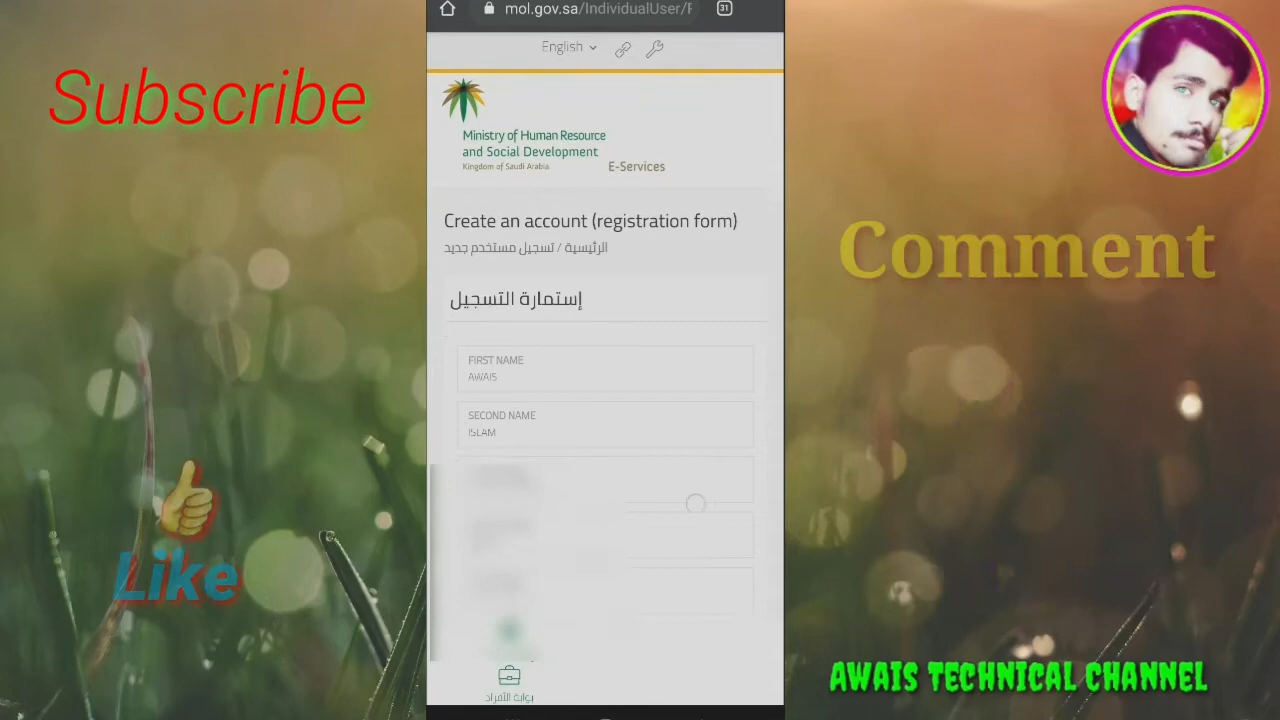 Subscribe
Like
mol.gov.sa/IndividualUser/F
31
English
Ministry of Human Resource
and Social Development
Kingdom of Saudi Arabia
E-Services
Create an account (registration form)
الرئيسية / تسجيل مستخدم جديد
إستمارة التسجيل
FIRST NAME
AWAIS
SECOND NAME
ISLAM
بوابة الأفراد
Comment
AWAIS TECHNICAL CHANNEL